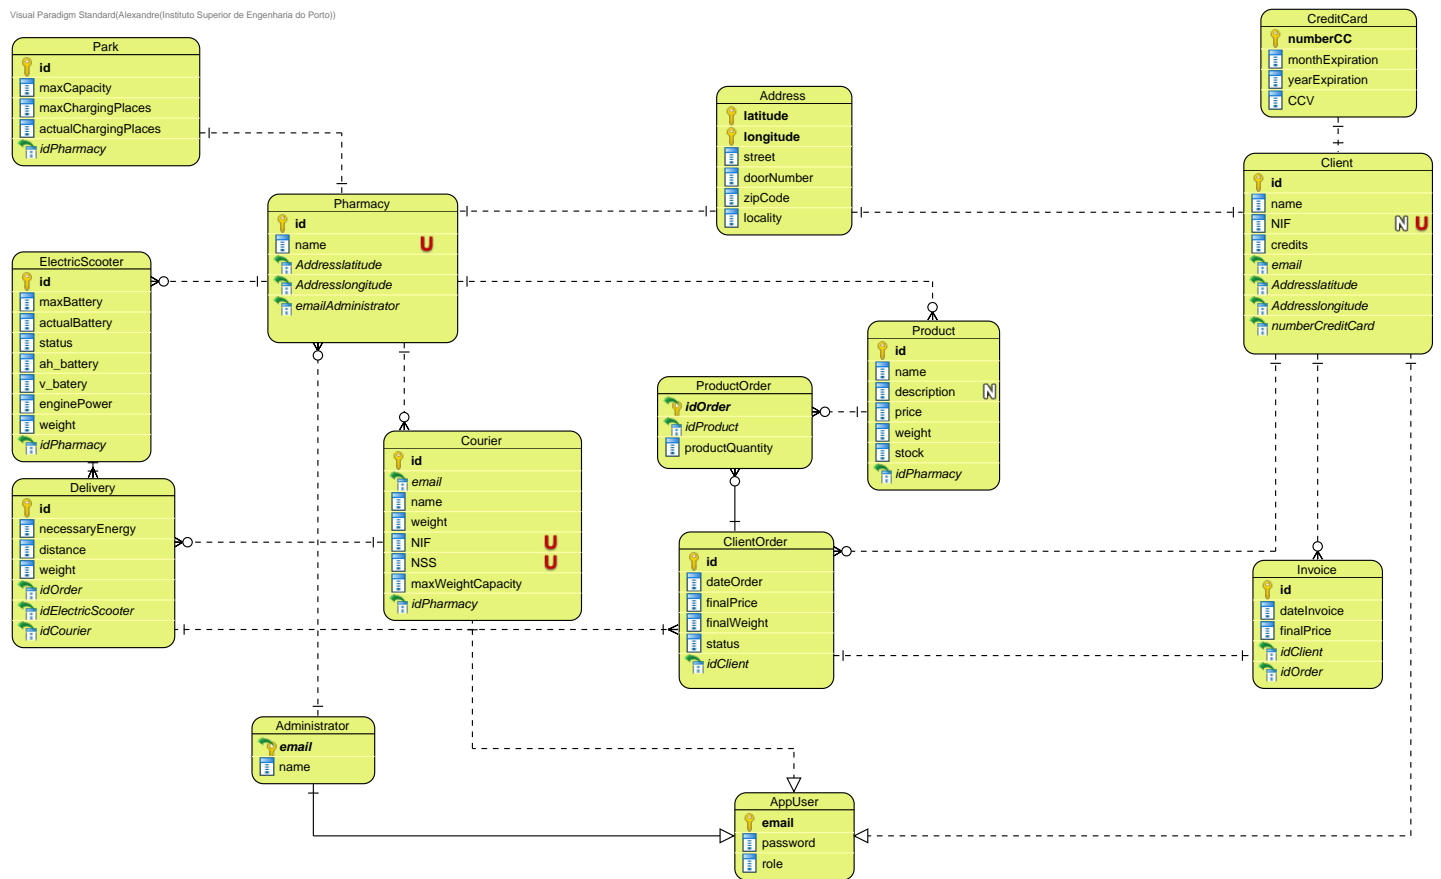 Visual Paradigm Standard(Alexandre(Instituto Superior de Engenharia do Porto))
Park
id
maxCapacity
maxChargingPlaces
actualChargingPlaces
idPharmacy
Address
latitude
longitude
street
doorNumber
zipCode
locality
CreditCard
numberCC
monthExpiration
yearExpiration
CCV
Client
id
name
NIF N U
credits
email
Addresslatitude
Addresslongitude
numberCreditCard
Pharmacy
id
name U
Addresslatitude
Addresslongitude
emailAdministrator
ElectricScooter
id
maxBattery
actualBattery
status
ah_battery
v_batery
enginePower
weight
idPharmacy
Product
id
name
description N
price
weight
stock
idPharmacy
ProductOrder
idOrder
idProduct
productQuantity
Courier
id
email
name
weight
NIF U
NSS U
maxWeightCapacity
idPharmacy
Delivery
id
necessaryEnergy
distance
weight
idOrder
idElectricScooter
idCourier
ClientOrder
id
dateOrder
finalPrice
finalWeight
status
idClient
Invoice
id
dateInvoice
finalPrice
idClient
idOrder
Administrator
email
name
AppUser
email
password
role